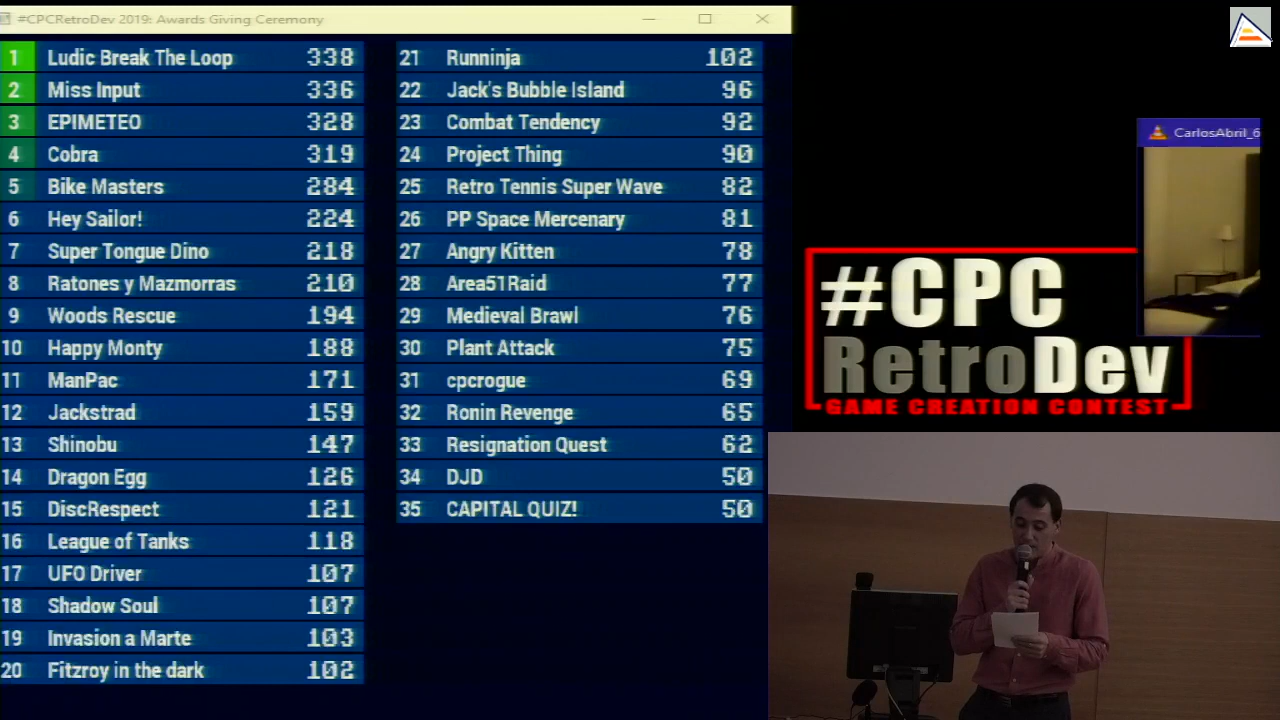 #CPCRetroDev 2019: Awards Giving Ceremony
1 Ludic Break The Loop 338
2 Miss Input 336
3 EPIMETEO 328
4 Cobra 319
5 Bike Masters 284
6 Hey Sailor! 224
7 Super Tongue Dino 218
8 Ratones y Mazmorras 210
9 Woods Rescue 194
10 Happy Monty 188
11 ManPac 171
12 Jackstrad 159
13 Shinobu 147
14 Dragon Egg 126
15 DiscRespect 121
16 League of Tanks 118
17 UFO Driver 107
18 Shadow Soul 107
19 Invasion a Marte 103
20 Fitzroy in the dark 102
21 Runninja 102
22 Jack's Bubble Island 96
23 Combat Tendency 92
24 Project Thing 90
25 Retro Tennis Super Wave 82
26 PP Space Mercenary 81
27 Angry Kitten 78
28 Area51Raid 77
29 Medieval Brawl 76
30 Plant Attack 75
31 cpcrogue 69
32 Ronin Revenge 65
33 Resignation Quest 62
34 DJD 50
35 CAPITAL QUIZ! 50
CarlosAbril_6
#CPC
RetroDev
GAME CREATION CONTEST